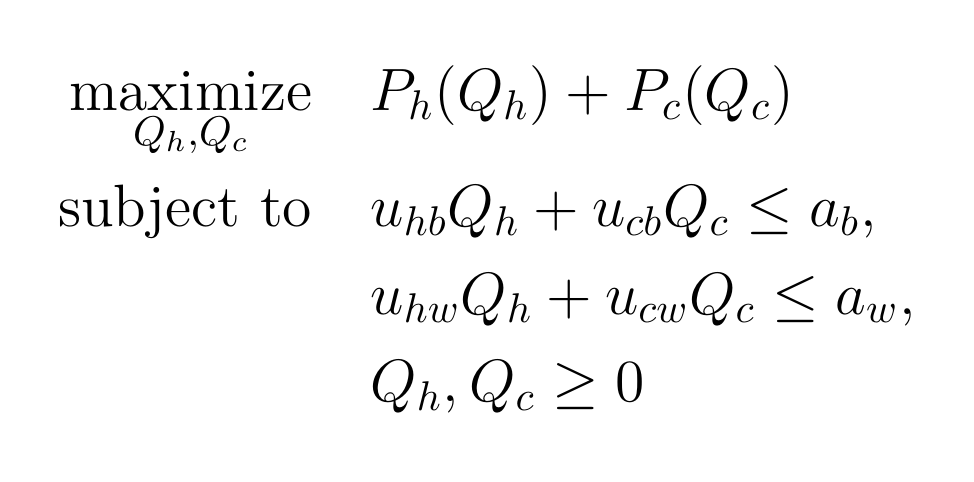 maximize P_h(Q_h) + P_c(Q_c)
Q_h,Q_c
subject to u_{hb}Q_h + u_{cb}Q_c ≤ a_b,
u_{hw}Q_h + u_{cw}Q_c ≤ a_w,
Q_h, Q_c ≥ 0